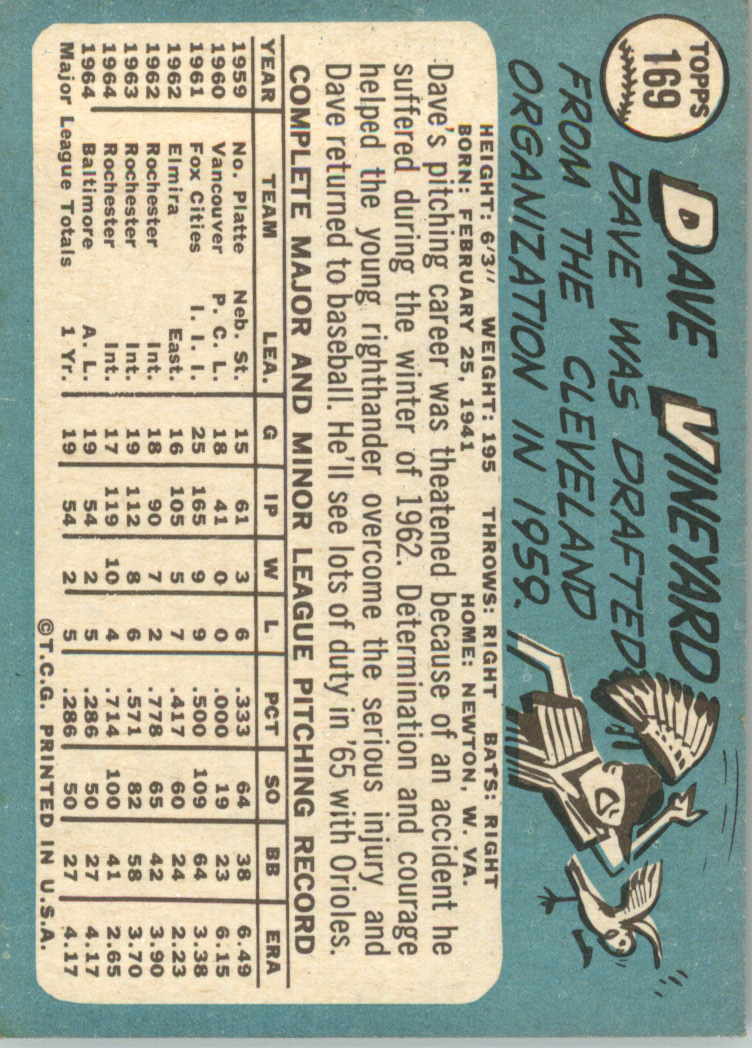 TOPPS
169
DAVE VINEYARD
DAVE WAS DRAFTED
FROM THE CLEVELAND
ORGANIZATION IN 1959.
HEIGHT: 6'3" WEIGHT: 195 THROWS: RIGHT BATS: RIGHT
BORN: FEBRUARY 25, 1941 HOME: NEWTON, W. VA.
Dave's pitching career was theatened because of an accident he
suffered during the winter of 1962. Determination and courage
helped the young righthander overcome the serious injury and
Dave returned to baseball. He'll see lots of duty in '65 with Orioles.
COMPLETE MAJOR AND MINOR LEAGUE PITCHING RECORD
YEAR TEAM LEA. G IP W L PCT SO BB ERA
1959 No. Platte Neb. St. 15 61 3 6 .333 64 38 6.49
1960 Vancouver P. C. L. 18 41 0 0 .000 19 23 6.15
1961 Fox Cities I. I. I. 25 165 9 9 .500 109 64 3.38
1962 Elmira East. 16 105 5 7 .417 60 24 2.23
1962 Rochester Int. 18 90 7 2 .778 65 42 3.90
1963 Rochester Int. 19 112 8 6 .571 82 58 3.70
1964 Rochester Int. 17 119 10 4 .714 100 41 2.65
1964 Baltimore A. L. 19 54 2 5 .286 50 27 4.17
Major League Totals 1 Yr. 19 54 2 5 .286 50 27 4.17
©T.C.G. PRINTED IN U.S.A.